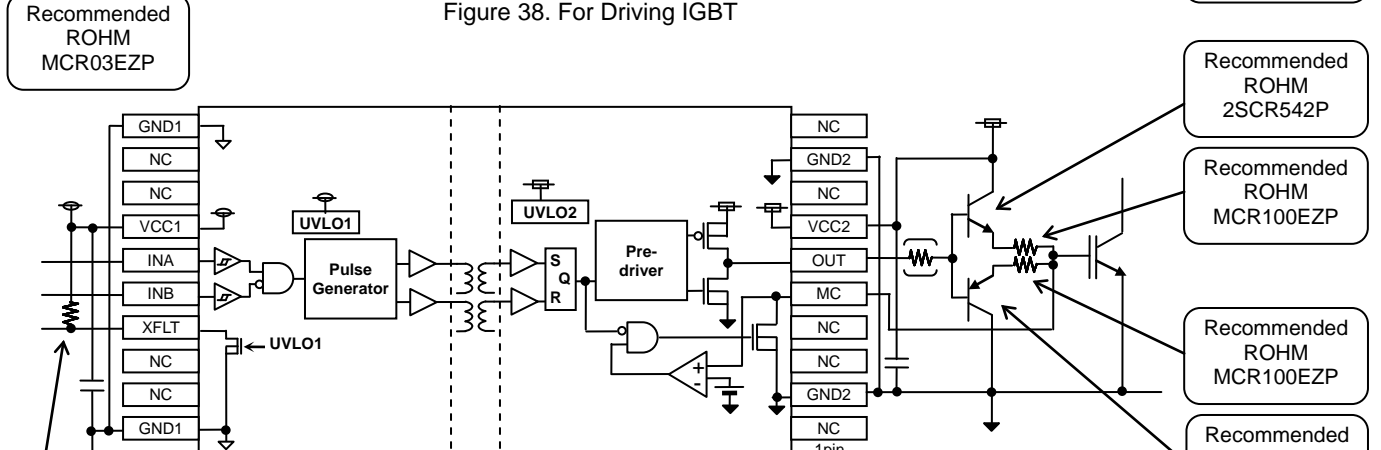 Figure 38. For Driving IGBT
Recommended
ROHM
MCR03EZP
Recommended
ROHM
2SCR542P
Recommended
ROHM
MCR100EZP
Recommended
ROHM
MCR100EZP
Recommended
GND1
NC
NC
VCC1
INA
INB
XFLT
NC
NC
GND1
UVLO1
Pulse
Generator
UVLO1
UVLO2
S
Q
R
Pre-
driver
+
-
NC
GND2
NC
VCC2
OUT
MC
NC
NC
GND2
NC
1pin